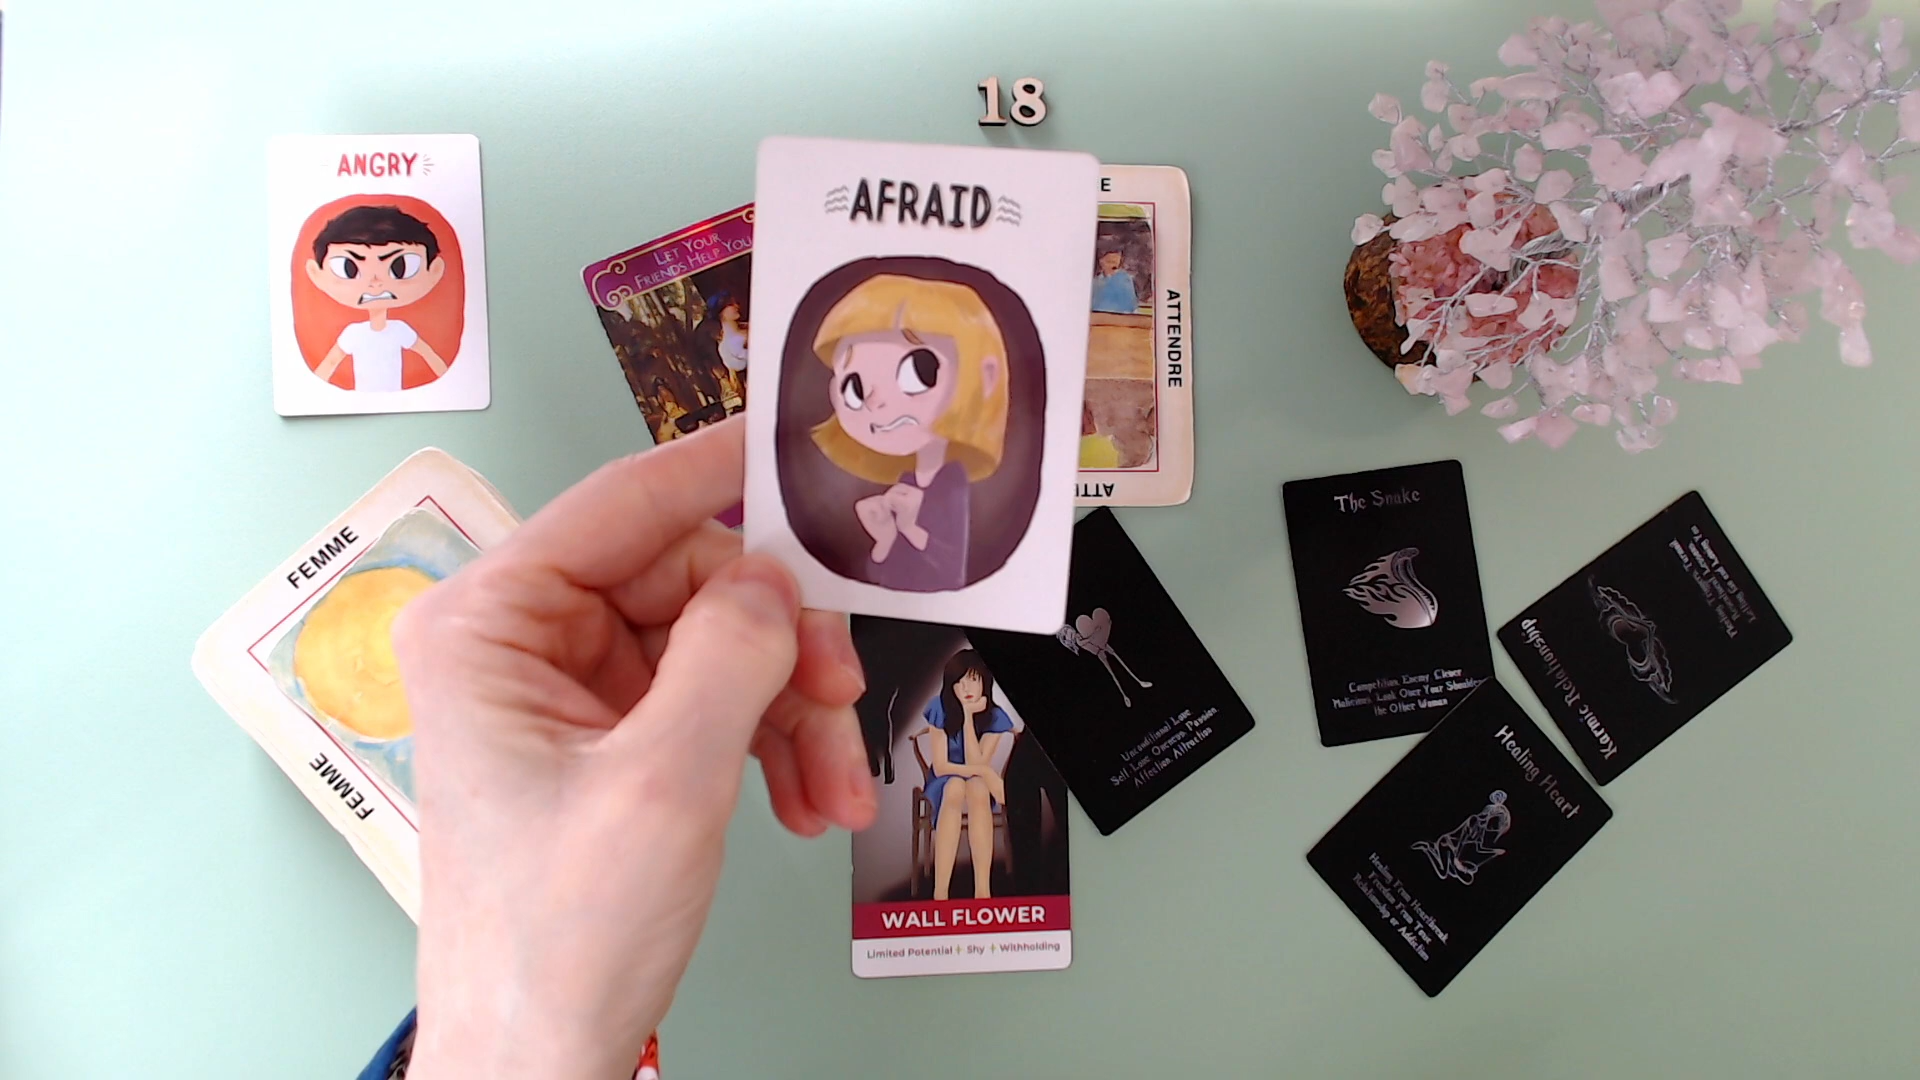 18
ANGRY
AFRAID
LET YOUR
FRIENDS HELP YOU
E
ATTENDRE
FEMME
FEMME
The Snake
Competition, Enemy, Clever
Malicious, Look Over Your Shoulder
the Other Woman
Karmic Relationship
Healing Heart
Healing From Heartbreak,
Freedom From Toxic
Relationship or Addiction
Unconditional Love
Self-Love, Oneness, Passion
Affection, Attraction
WALL FLOWER
Limited Potential + Shy + Withholding